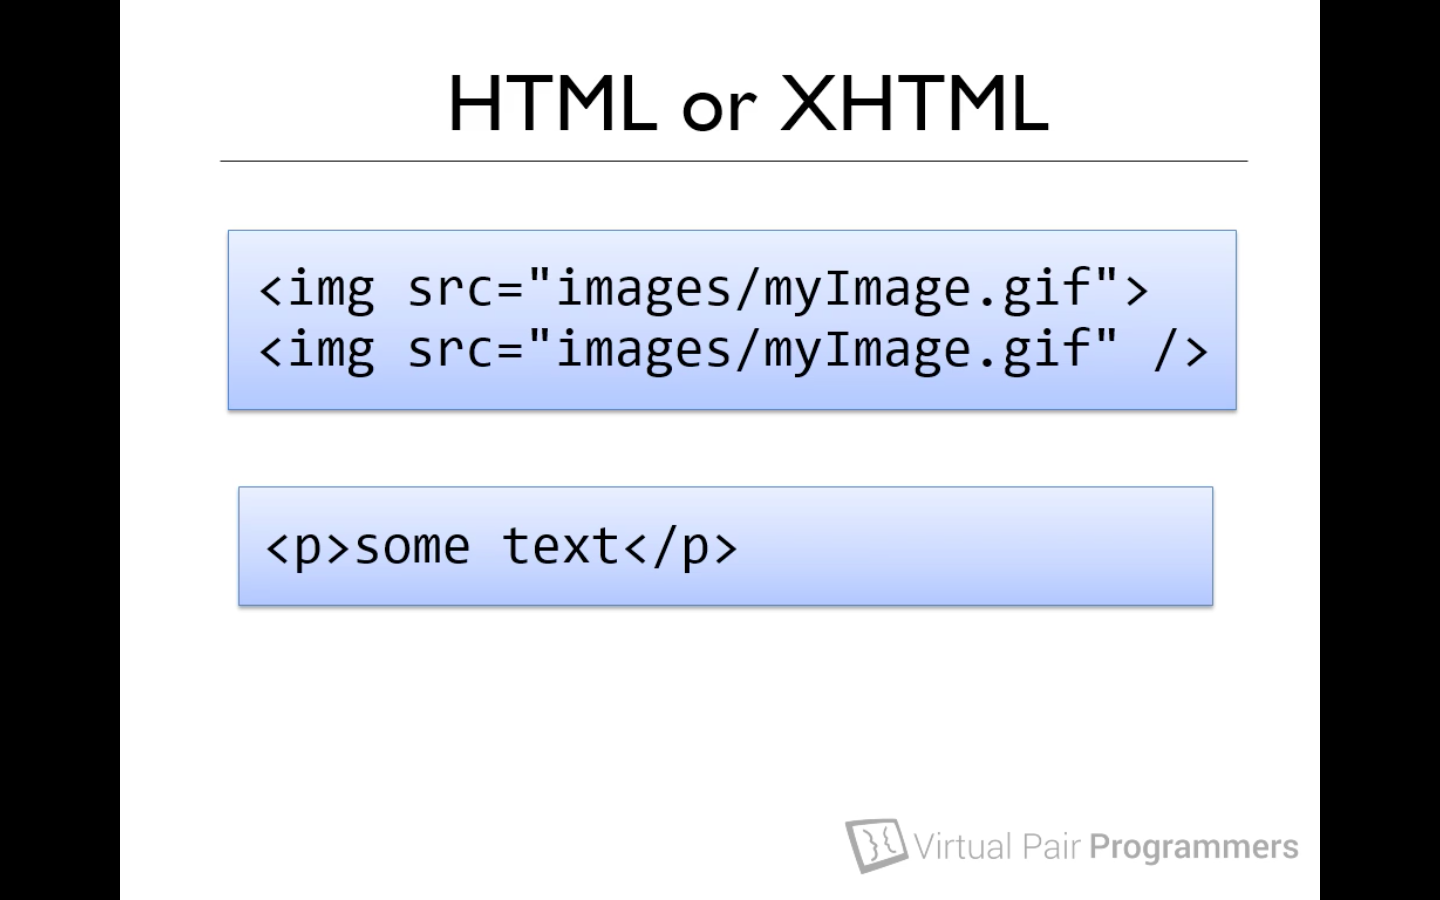 HTML or XHTML
<img src="images/myImage.gif">
<img src="images/myImage.gif" />
<p>some text</p>
Virtual Pair Programmers